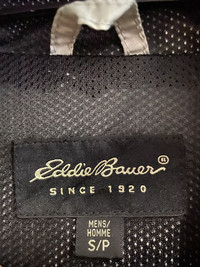 Eddie Bauer®
SINCE 1920
MENS/
HOMME
S/P